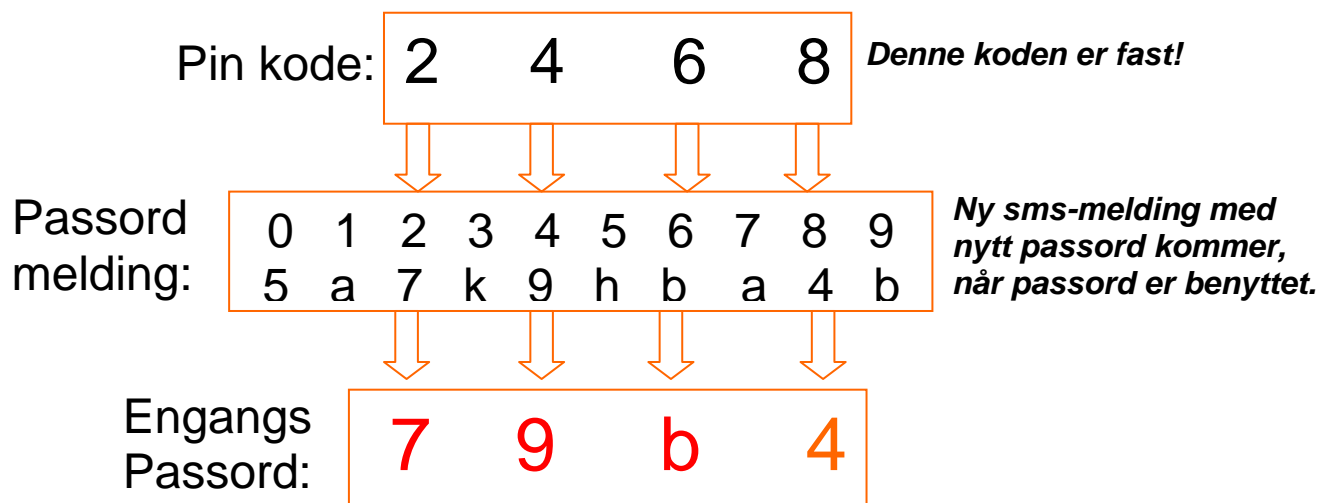 Pin kode: 2 4 6 8 Denne koden er fast!
Passord melding:
0 1 2 3 4 5 6 7 8 9
5 a 7 k 9 h b a 4 b
Ny sms-melding med
nytt passord kommer,
når passord er benyttet.
Engangs
Passord:
7 9 b 4